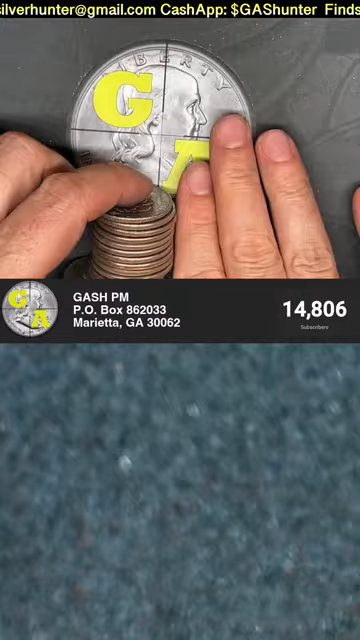 silverhunter@gmail.com CashApp: $GAShunter Finds
LIBERTY
G
A
GASH PM
P.O. Box 862033
Marietta, GA 30062
14,806
Subscribers
G
A